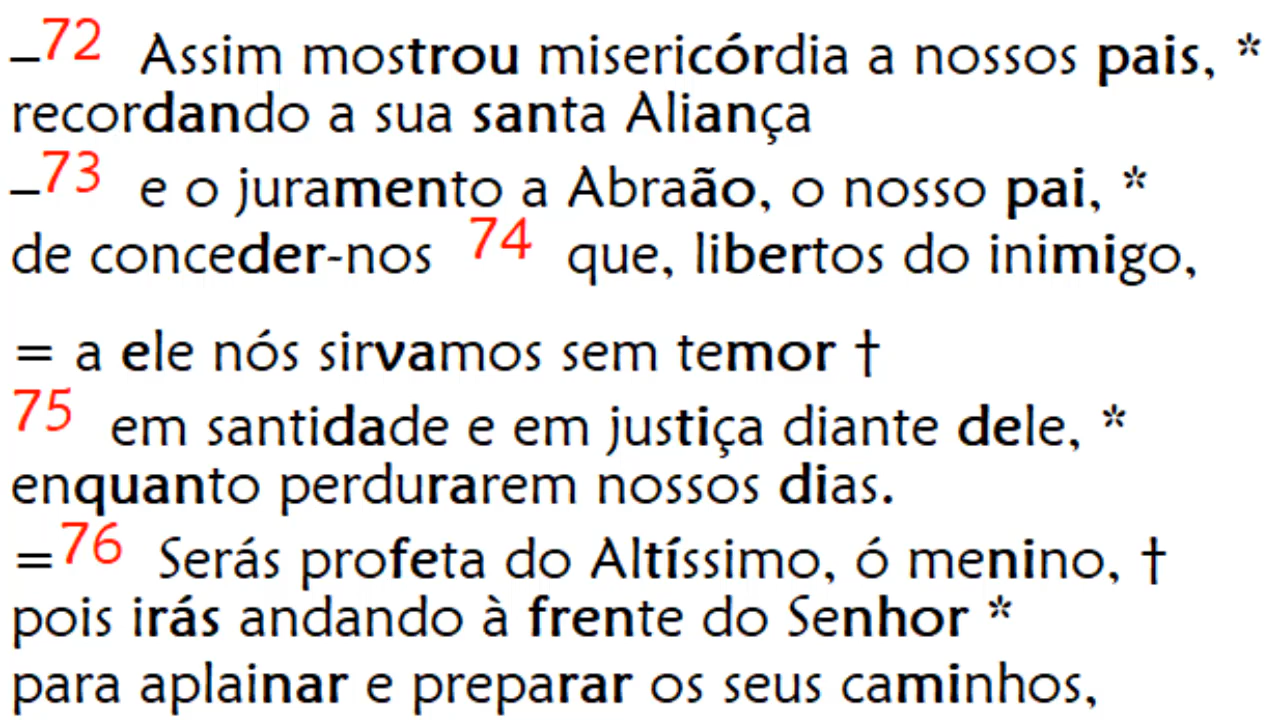 –72 Assim mostrou misericórdia a nossos pais, *
recordando a sua santa Aliança
–73 e o juramento a Abraão, o nosso pai, *
de conceder-nos 74 que, libertos do inimigo,
= a ele nós sirvamos sem temor †
75 em santidade e em justiça diante dele, *
enquanto perdurarem nossos dias.
=76 Serás profeta do Altíssimo, ó menino, †
pois irás andando à frente do Senhor *
para aplainar e preparar os seus caminhos,